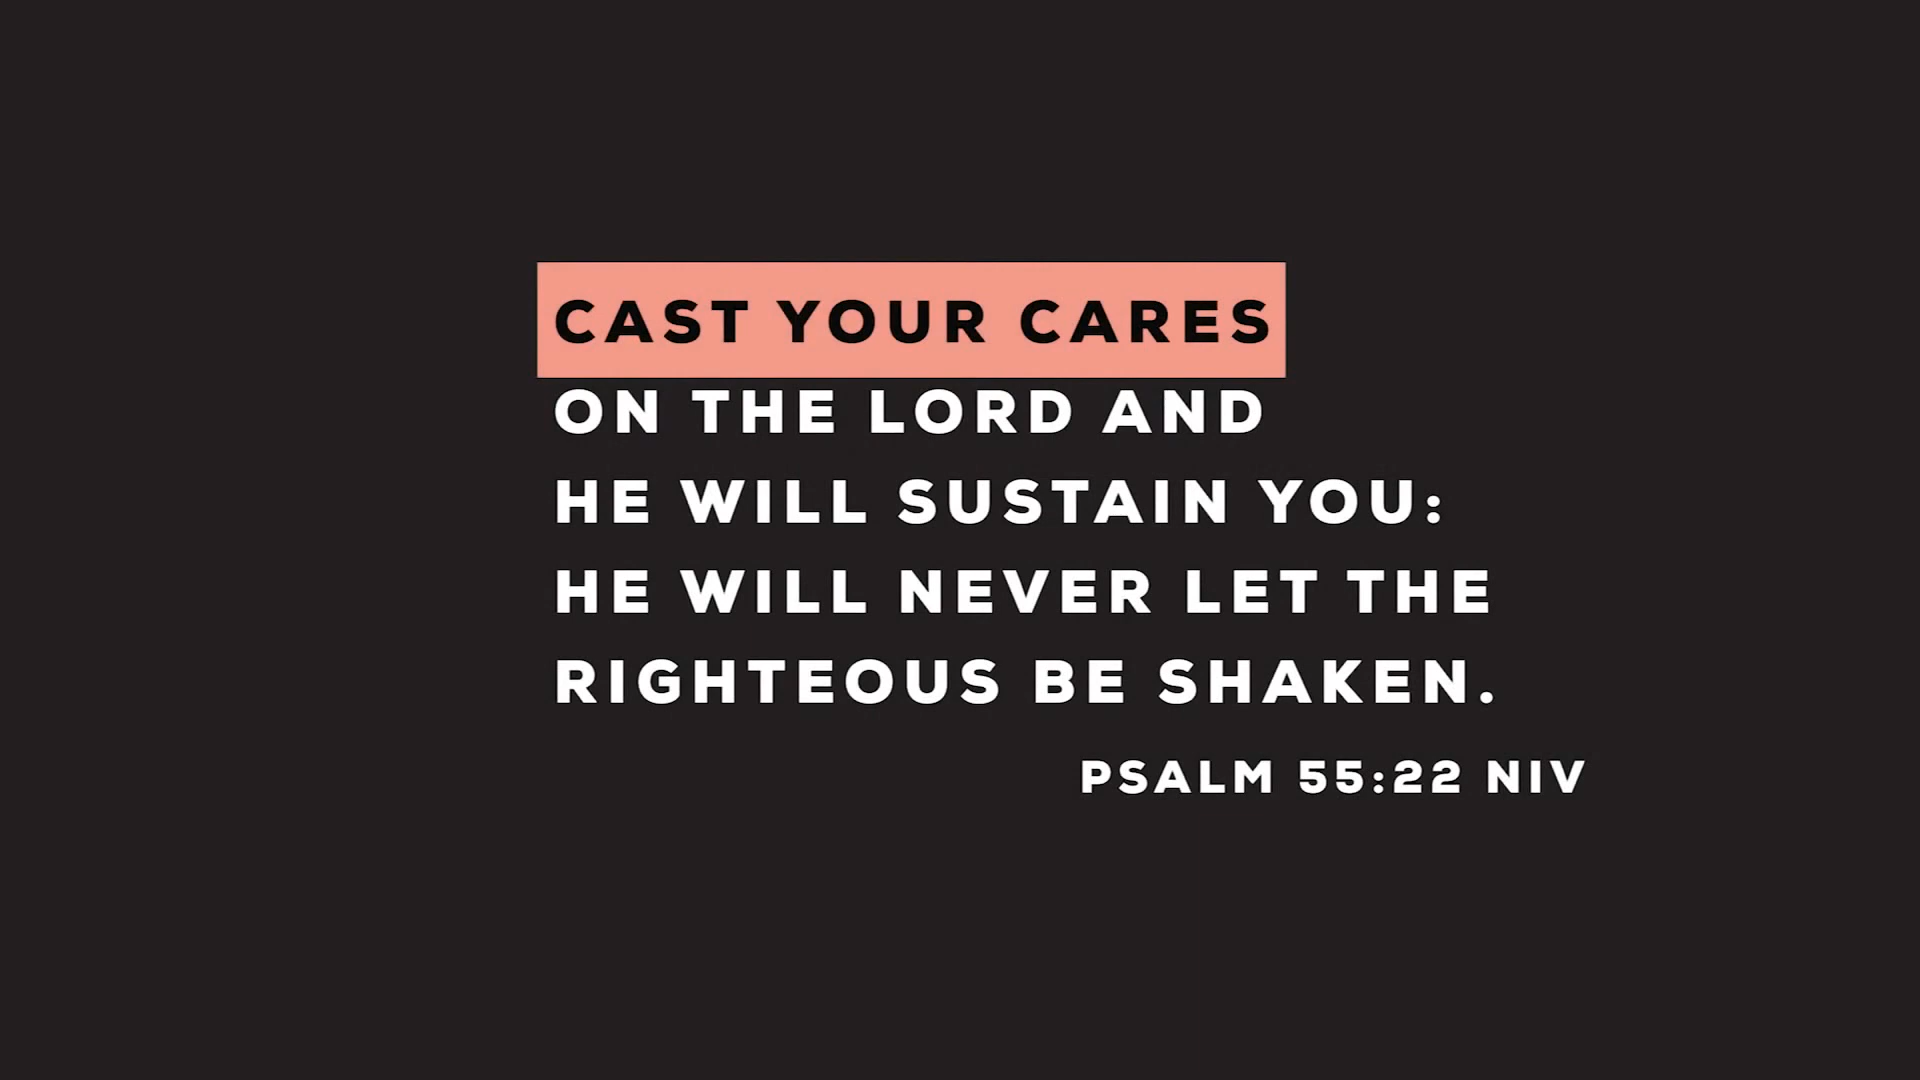 CAST YOUR CARES
ON THE LORD AND
HE WILL SUSTAIN YOU:
HE WILL NEVER LET THE
RIGHTEOUS BE SHAKEN.
PSALM 55:22 NIV